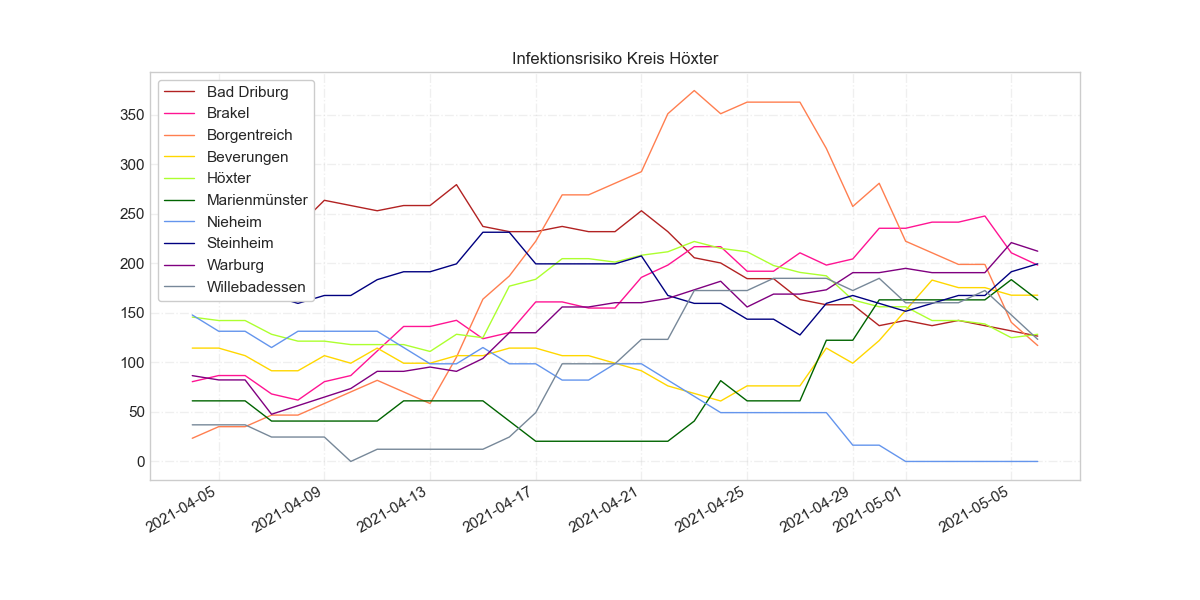 Infektionsrisiko Kreis Höxter
Bad Driburg
Brakel
Borgentreich
Beverungen
Höxter
Marienmünster
Nieheim
Steinheim
Warburg
Willebadessen
350
300
250
200
150
100
50
0
2021-04-05
2021-04-09
2021-04-13
2021-04-17
2021-04-21
2021-04-25
2021-04-29
2021-05-01
2021-05-05